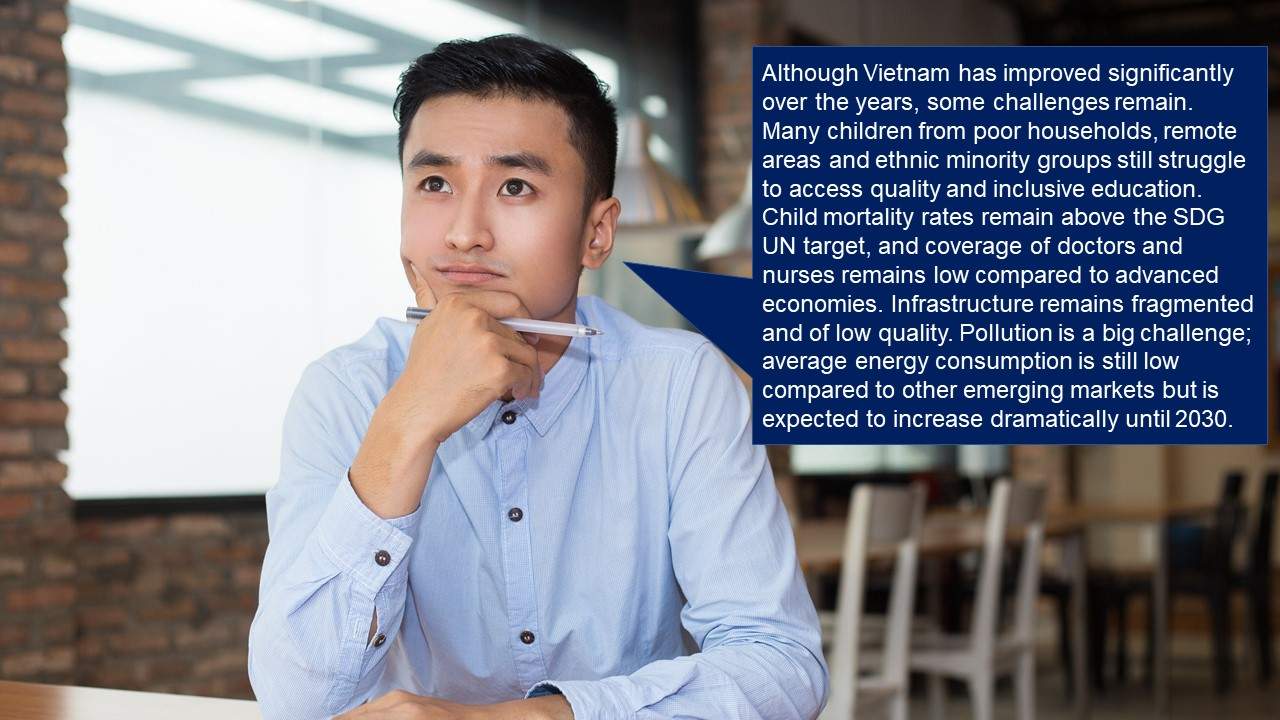 Although Vietnam has improved significantly
over the years, some challenges remain.
Many children from poor households, remote
areas and ethnic minority groups still struggle
to access quality and inclusive education.
Child mortality rates remain above the SDG
UN target, and coverage of doctors and
nurses remains low compared to advanced
economies. Infrastructure remains fragmented
and of low quality. Pollution is a big challenge;
average energy consumption is still low
compared to other emerging markets but is
expected to increase dramatically until 2030.